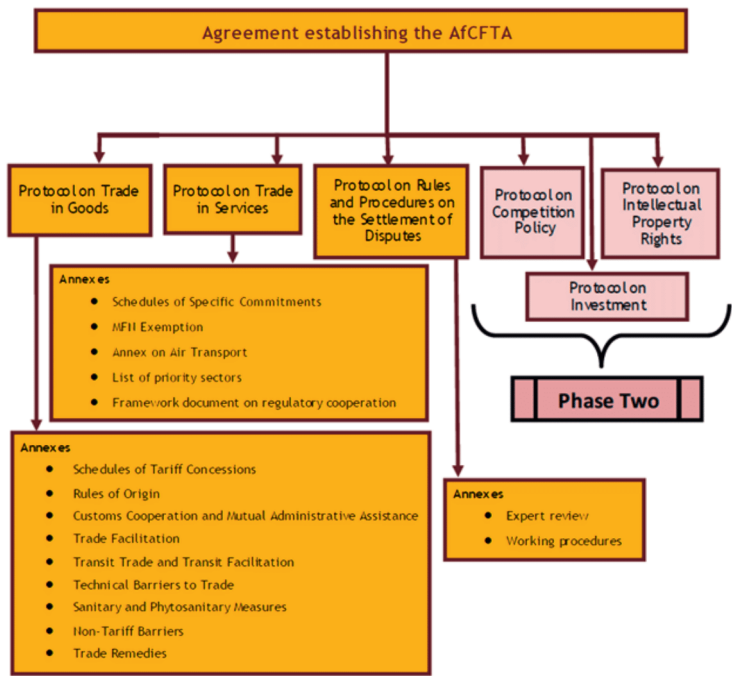 Agreement establishing the AfCFTA
Protocol on Trade
in Goods
Protocol on Trade
in Services
Protocol on Rules
and Procedures on
the Settlement of
Disputes
Protocol on
Competition
Policy
Protocol on
Intellectual
Property
Rights
Protocol on
Investment
Phase Two
Annexes
● Schedules of Specific Commitments
● MFN Exemption
● Annex on Air Transport
● List of priority sectors
● Framework document on regulatory cooperation
Annexes
● Schedules of Tariff Concessions
● Rules of Origin
● Customs Cooperation and Mutual Administrative Assistance
● Trade Facilitation
● Transit Trade and Transit Facilitation
● Technical Barriers to Trade
● Sanitary and Phytosanitary Measures
● Non-Tariff Barriers
● Trade Remedies
Annexes
● Expert review
● Working procedures